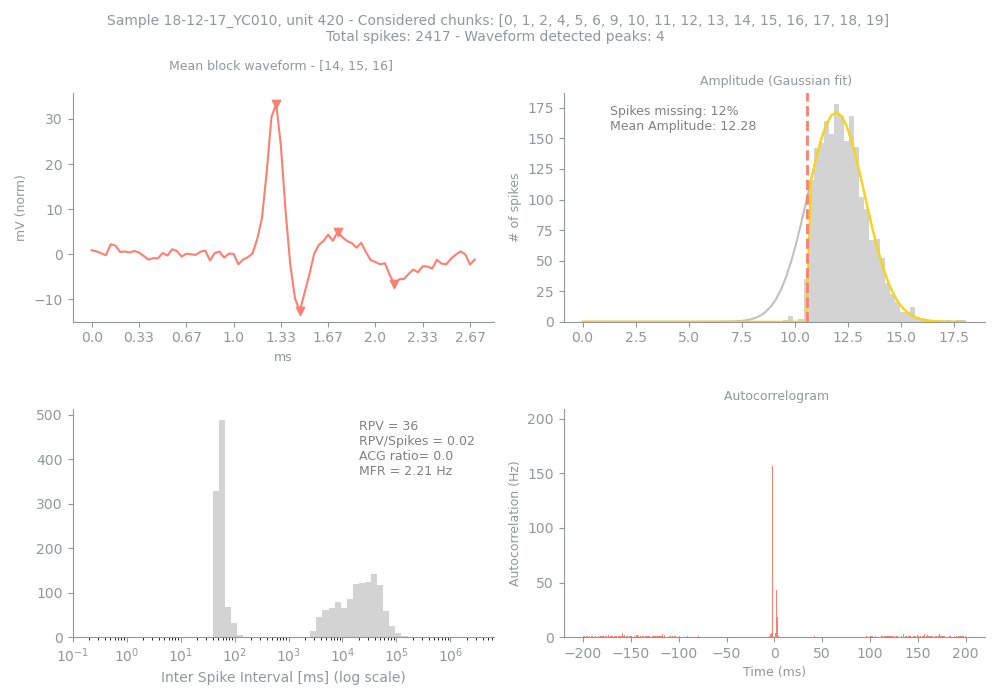 Sample 18-12-17_YC010, unit 420 - Considered chunks: [0, 1, 2, 4, 5, 6, 9, 10, 11, 12, 13, 14, 15, 16, 17, 18, 19]
Total spikes: 2417 - Waveform detected peaks: 4
Mean block waveform - [14, 15, 16]
mV (norm)
30
20
10
0
−10
0.0 0.33 0.67 1.0 1.33 1.67 2.0 2.33 2.67
ms
Amplitude (Gaussian fit)
Spikes missing: 12%
Mean Amplitude: 12.28
# of spikes
175
150
125
100
75
50
25
0
0.0 2.5 5.0 7.5 10.0 12.5 15.0 17.5
500
400
300
200
100
0
RPV = 36
RPV/Spikes = 0.02
ACG ratio= 0.0
MFR = 2.21 Hz
10⁻¹ 10⁰ 10¹ 10² 10³ 10⁴ 10⁵ 10⁶
Inter Spike Interval [ms] (log scale)
Autocorrelogram
Autocorrelation (Hz)
200
150
100
50
0
−200 −150 −100 −50 0 50 100 150 200
Time (ms)